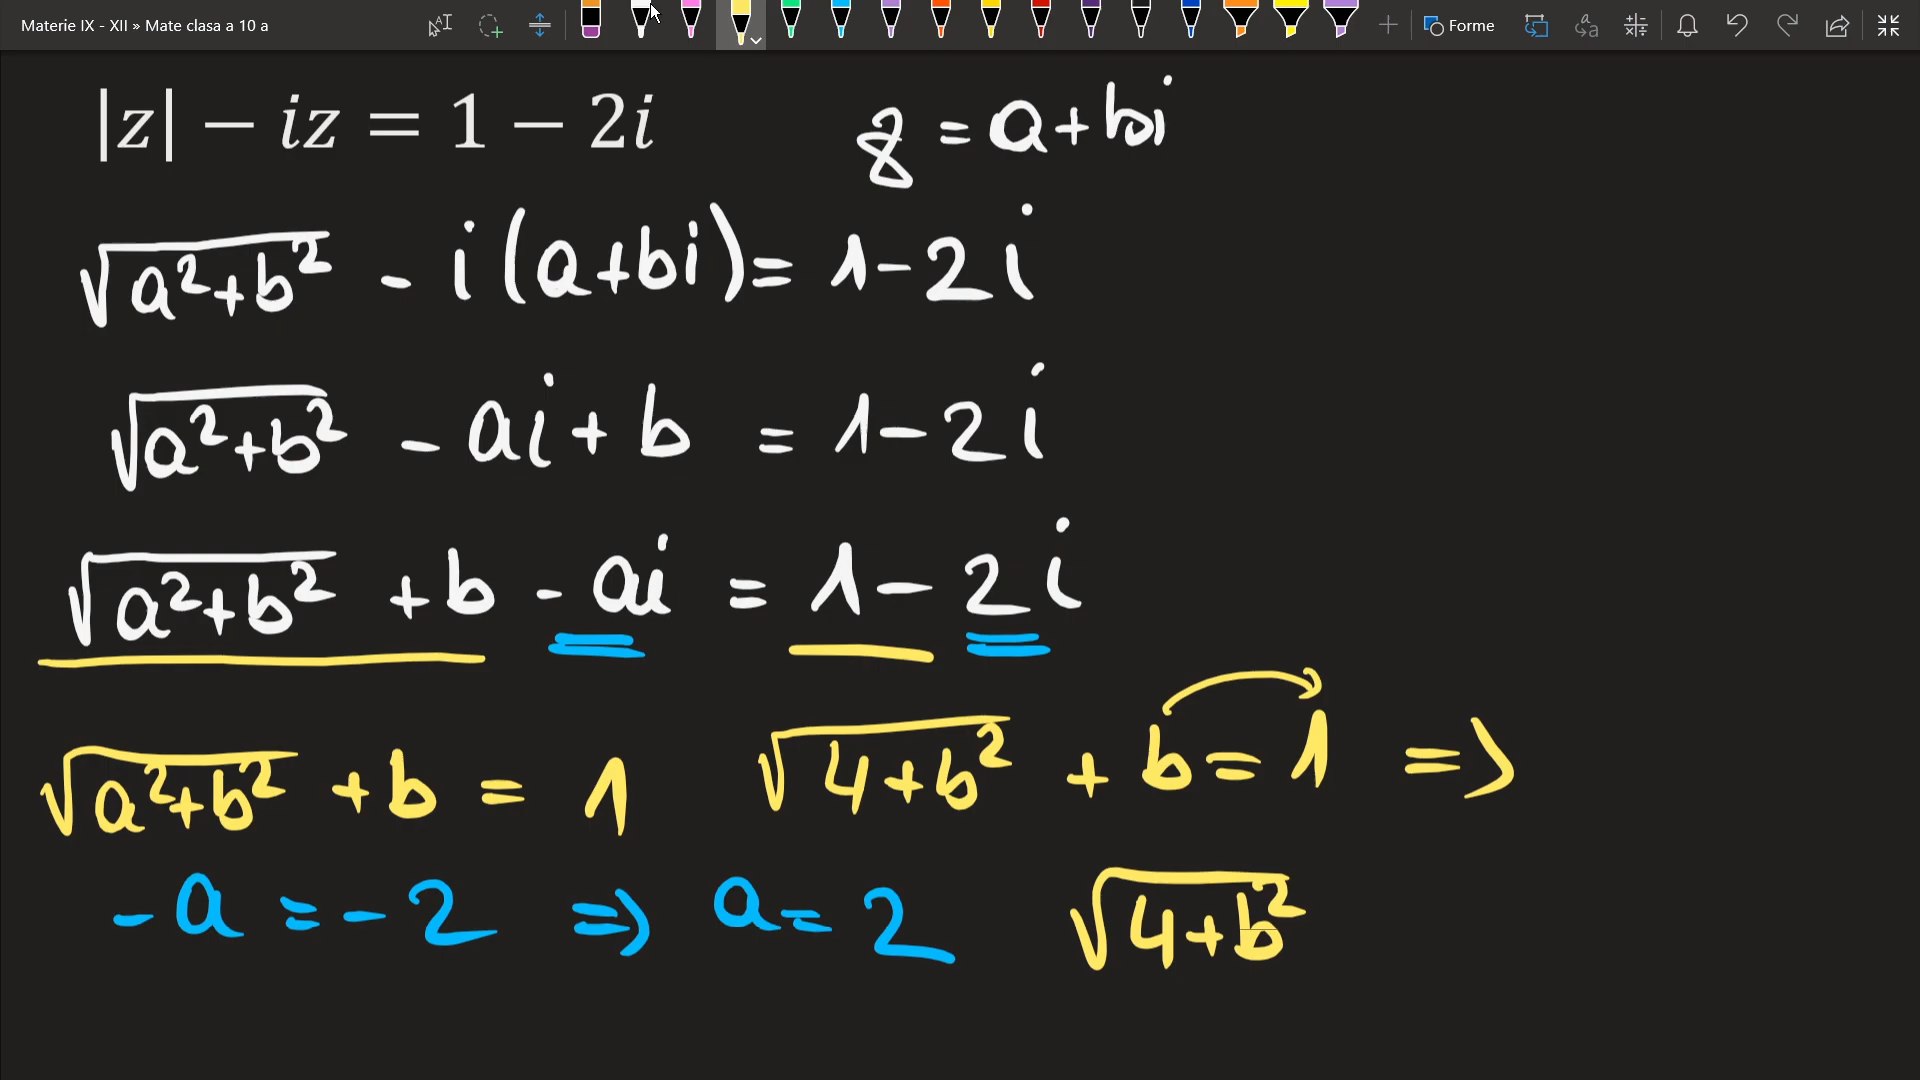 Materie IX - XII » Mate clasa a 10 a
Forme
|z| − iz = 1 − 2i
z = a+bi
√(a²+b²) - i(a+bi) = 1-2i
√(a²+b²) - ai + b = 1-2i
√(a²+b²) + b - ai = 1-2i
√(a²+b²) + b = 1
√(4+b²) + b = 1 =>
-a = -2 => a = 2
√(4+b²)